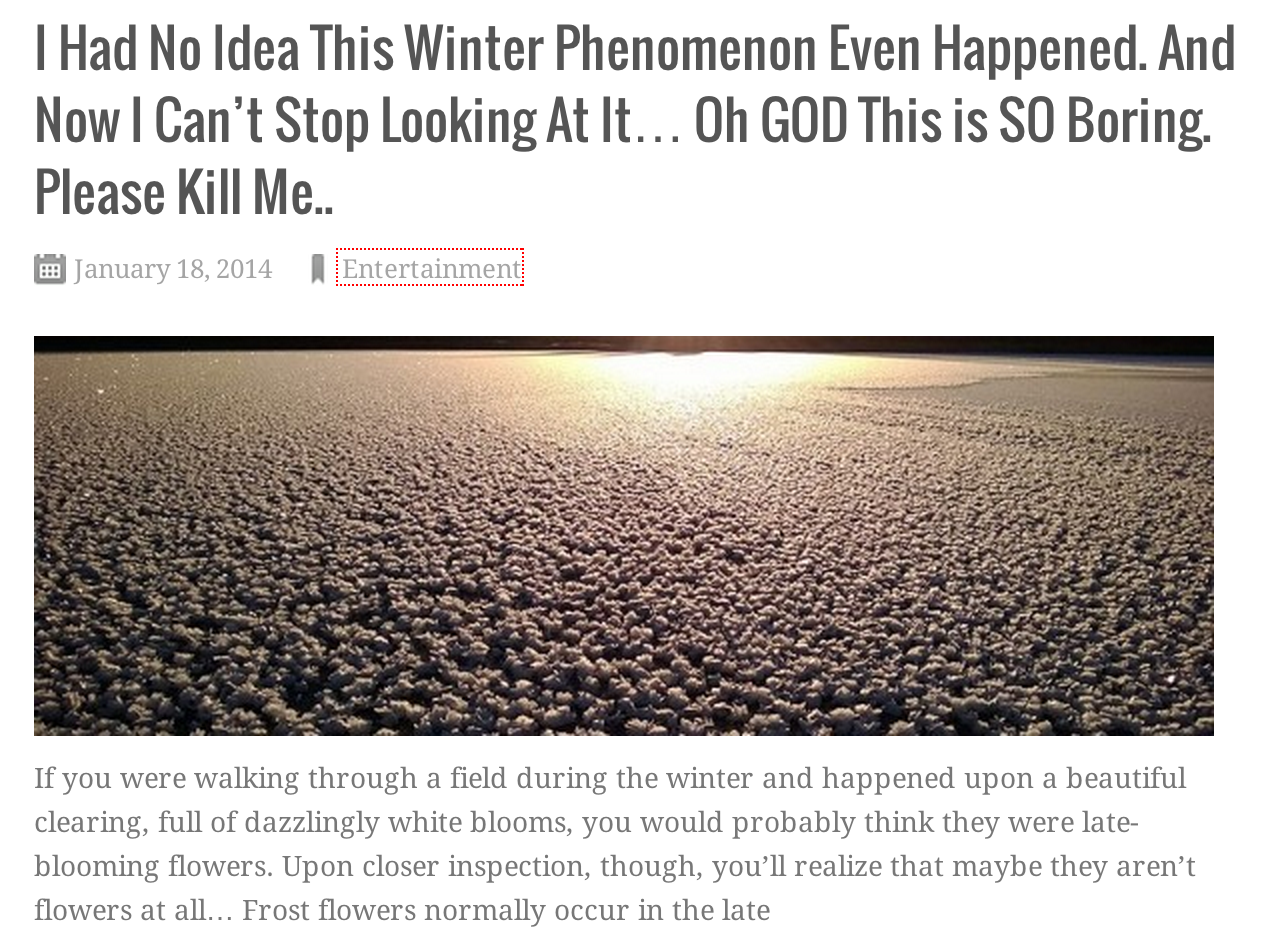 I Had No Idea This Winter Phenomenon Even Happened. And
Now I Can’t Stop Looking At It… Oh GOD This is SO Boring.
Please Kill Me..
January 18, 2014 Entertainment
If you were walking through a field during the winter and happened upon a beautiful
clearing, full of dazzlingly white blooms, you would probably think they were late-
blooming flowers. Upon closer inspection, though, you’ll realize that maybe they aren’t
flowers at all… Frost flowers normally occur in the late